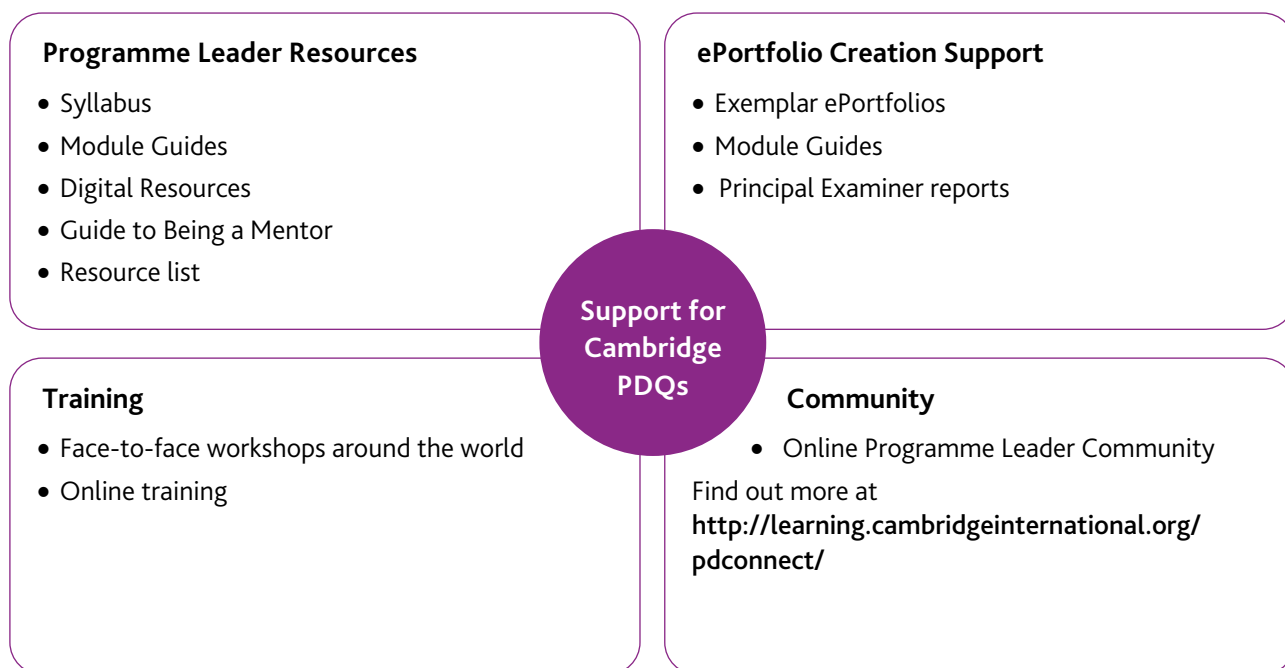 Programme Leader Resources
• Syllabus
• Module Guides
• Digital Resources
• Guide to Being a Mentor
• Resource list
ePortfolio Creation Support
• Exemplar ePortfolios
• Module Guides
• Principal Examiner reports
Support for
Cambridge
PDQs
Training
• Face-to-face workshops around the world
• Online training
Community
• Online Programme Leader Community
Find out more at
http://learning.cambridgeinternational.org/
pdconnect/